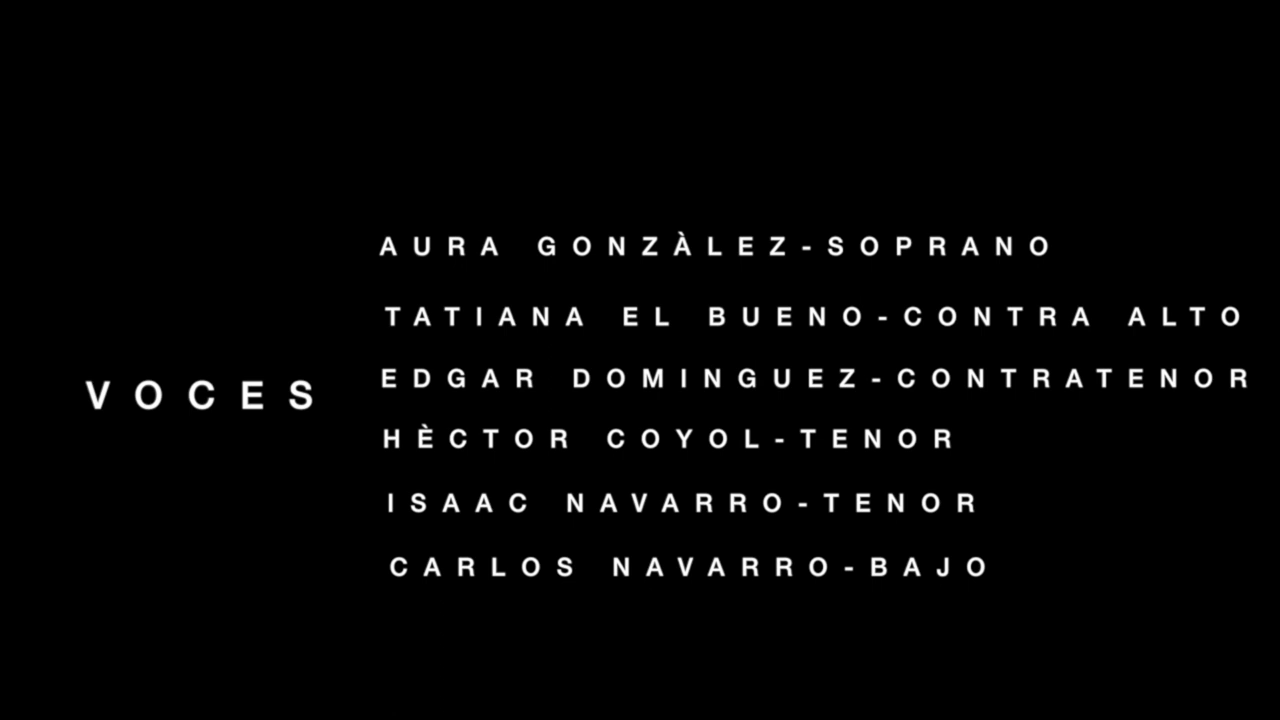 AURA GONZÀLEZ-SOPRANO
TATIANA EL BUENO-CONTRA ALTO
EDGAR DOMINGUEZ-CONTRATENOR
VOCES
HÈCTOR COYOL-TENOR
ISAAC NAVARRO-TENOR
CARLOS NAVARRO-BAJO